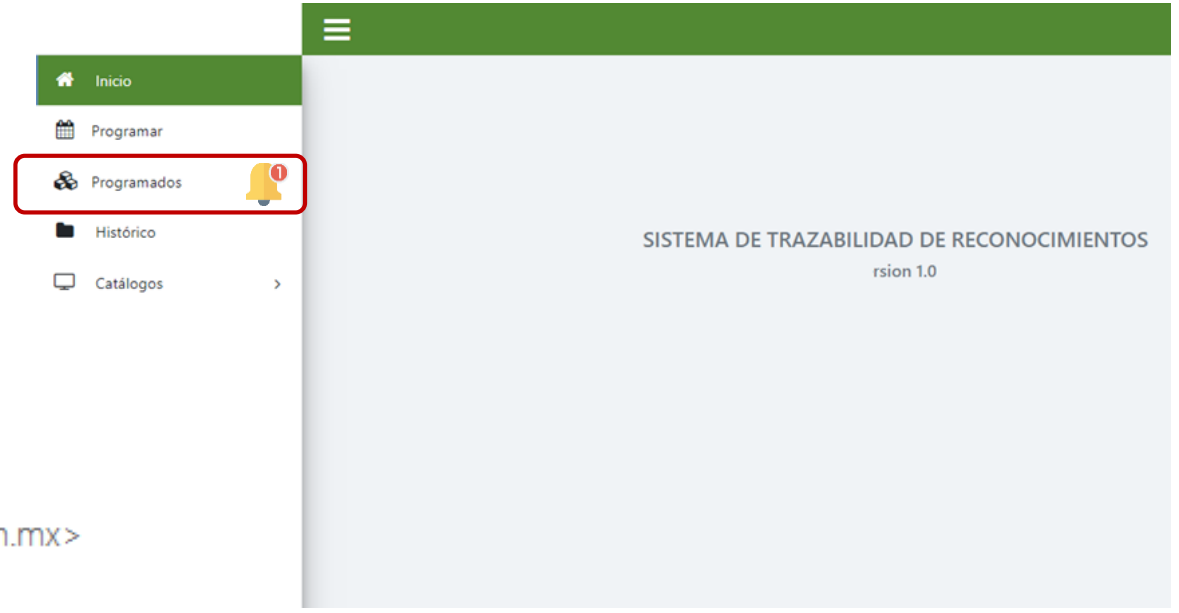 Inicio
Programar
Programados
1
Histórico
Catálogos
SISTEMA DE TRAZABILIDAD DE RECONOCIMIENTOS
rsion 1.0
n.mx>